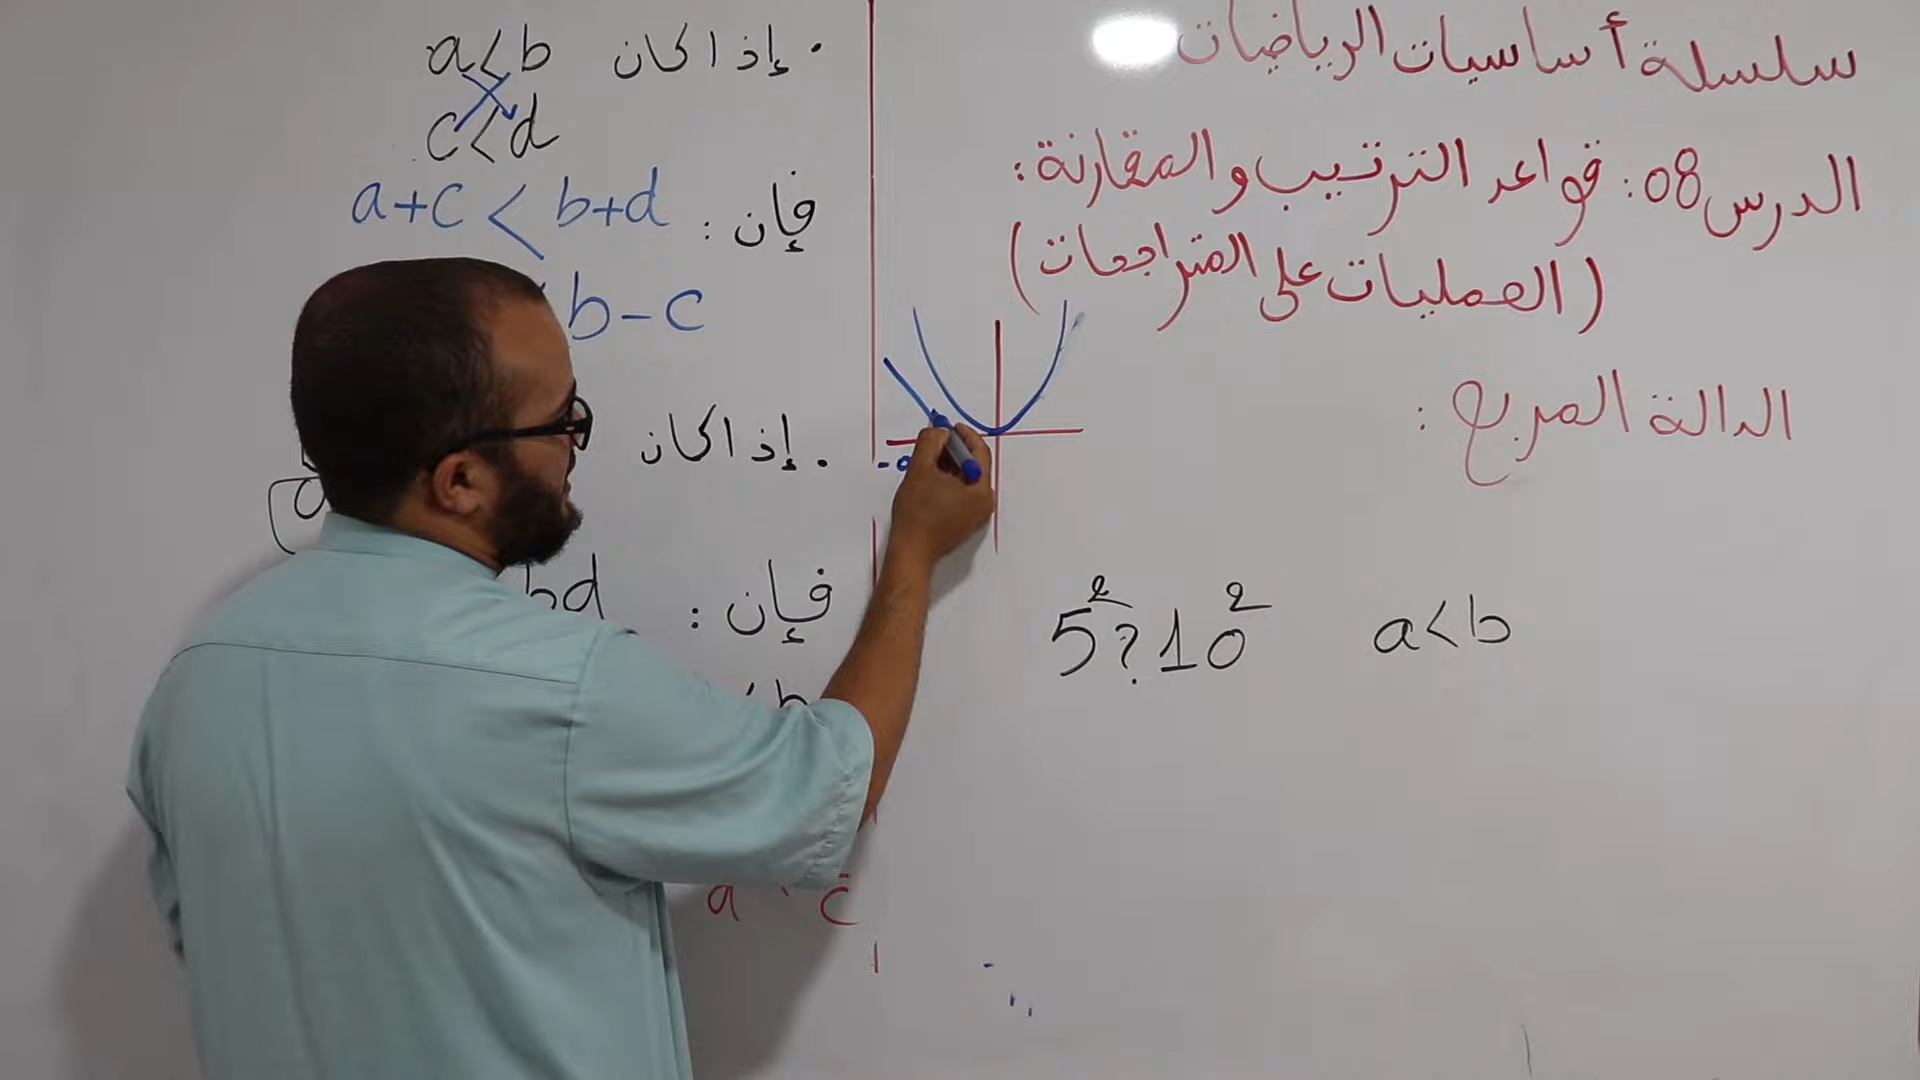 سلسلة أساسيات الرياضيات
الدرس 08: قواعد الترتيب والمقارنة:
(العمليات على المتراجحات)
الدالة المربع:
5² ? 10² a<b
. إذا كان a<b
c<d
فإن: a+c < b+d
b-c
. إذا كان
فإن: bd